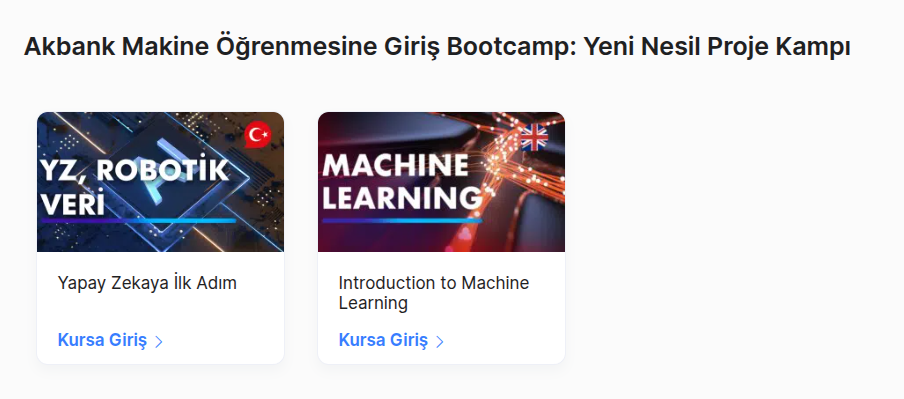 Akbank Makine Öğrenmesine Giriş Bootcamp: Yeni Nesil Proje Kampı
YZ, ROBOTİK
VERİ
Yapay Zekaya İlk Adım
Kursa Giriş
MACHINE
LEARNING
Introduction to Machine
Learning
Kursa Giriş